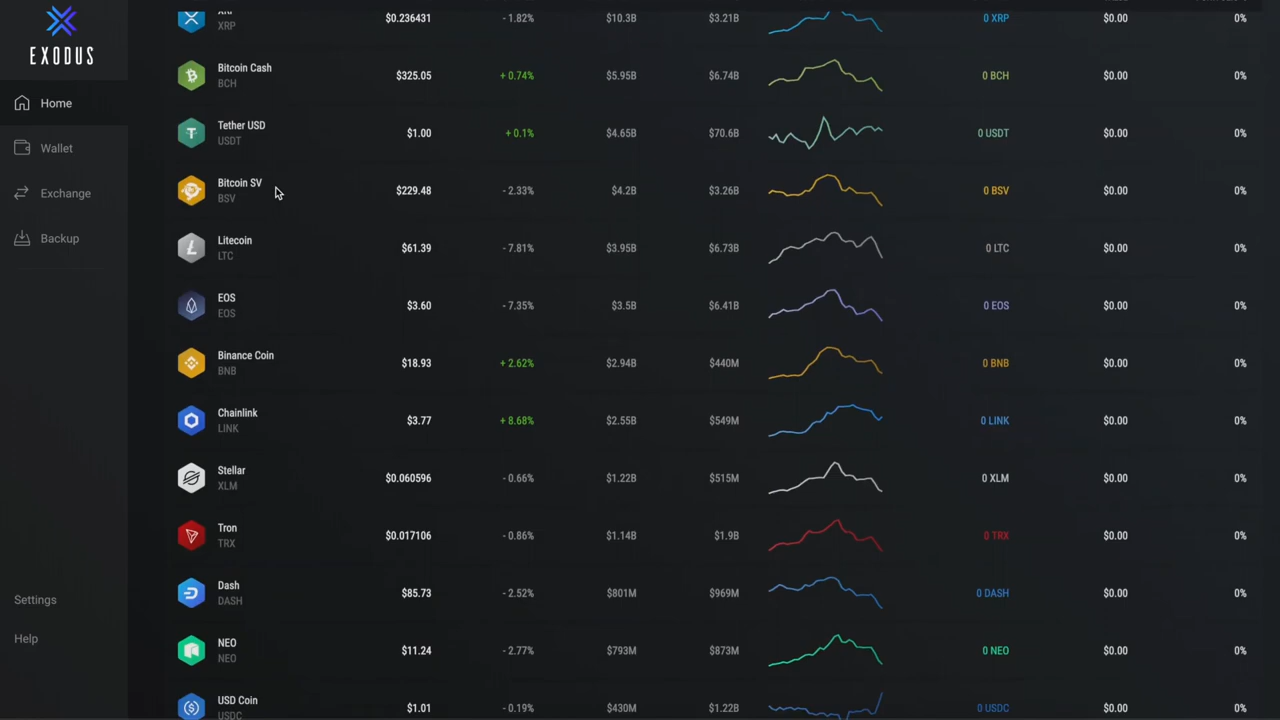 EXODUS
Home
Wallet
Exchange
Backup
Settings
Help
XRP $0.236431 - 1.82% $10.3B $3.21B 0 XRP $0.00 0%
Bitcoin Cash
BCH $325.05 + 0.74% $5.95B $6.74B 0 BCH $0.00 0%
Tether USD
USDT $1.00 + 0.1% $4.65B $70.6B 0 USDT $0.00 0%
Bitcoin SV
BSV $229.48 - 2.33% $4.2B $3.26B 0 BSV $0.00 0%
Litecoin
LTC $61.39 - 7.81% $3.95B $6.73B 0 LTC $0.00 0%
EOS
EOS $3.60 - 7.35% $3.5B $6.41B 0 EOS $0.00 0%
Binance Coin
BNB $18.93 + 2.62% $2.94B $440M 0 BNB $0.00 0%
Chainlink
LINK $3.77 + 8.68% $2.55B $549M 0 LINK $0.00 0%
Stellar
XLM $0.060596 - 0.66% $1.22B $515M 0 XLM $0.00 0%
Tron
TRX $0.017106 - 0.86% $1.14B $1.9B 0 TRX $0.00 0%
Dash
DASH $85.73 - 2.52% $801M $969M 0 DASH $0.00 0%
NEO
NEO $11.24 - 2.77% $793M $873M 0 NEO $0.00 0%
USD Coin
USDC $1.01 - 0.19% $430M $1.22B 0 USDC $0.00 0%